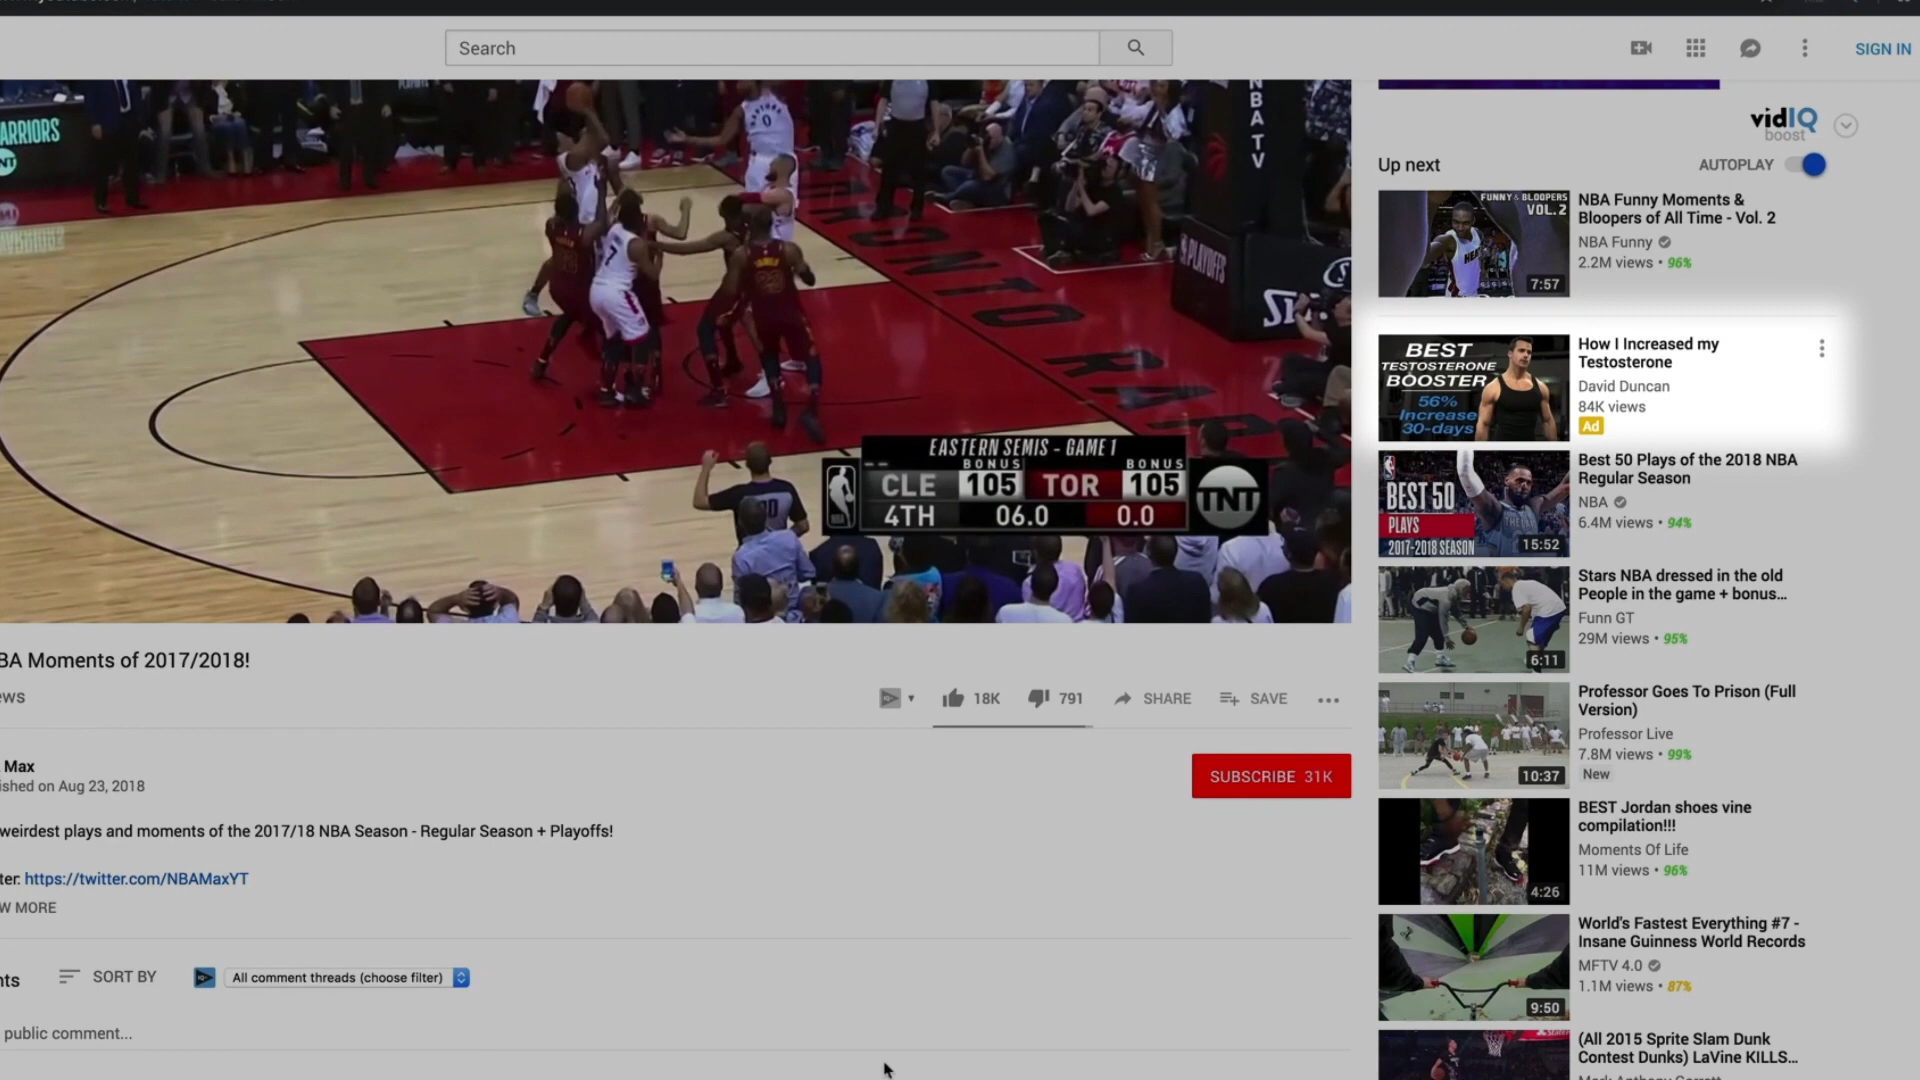 Search
SIGN IN
ARRIORS
NBA TV
TORONTO RAP
PLAYOFFS
EASTERN SEMIS - GAME 1
BONUS BONUS
CLE 105 TOR 105
4TH 06.0 0.0
TNT
NBA
vidIQ
boost
Up next
AUTOPLAY
FUNNY & BLOOPERS
VOL.2
7:57
NBA Funny Moments &
Bloopers of All Time - Vol. 2
NBA Funny
2.2M views • 96%
BEST
TESTOSTERONE
BOOSTER
56%
Increase
30-days
How I Increased my
Testosterone
David Duncan
84K views
Ad
BEST 50
PLAYS
2017-2018 SEASON
15:52
Best 50 Plays of the 2018 NBA
Regular Season
NBA
6.4M views • 94%
6:11
Stars NBA dressed in the old
People in the game + bonus...
Funn GT
29M views • 95%
10:37
Professor Goes To Prison (Full
Version)
Professor Live
7.8M views • 99%
New
4:26
BEST Jordan shoes vine
compilation!!!
Moments Of Life
11M views • 96%
9:50
World's Fastest Everything #7 -
Insane Guinness World Records
MFTV 4.0
1.1M views • 87%
(All 2015 Sprite Slam Dunk
Contest Dunks) LaVine KILLS...
BA Moments of 2017/2018!
ews
18K
791
SHARE
SAVE
Max
ished on Aug 23, 2018
SUBSCRIBE 31K
weirdest plays and moments of the 2017/18 NBA Season - Regular Season + Playoffs!
ter: https://twitter.com/NBAMaxYT
W MORE
nts
SORT BY
All comment threads (choose filter)
public comment...